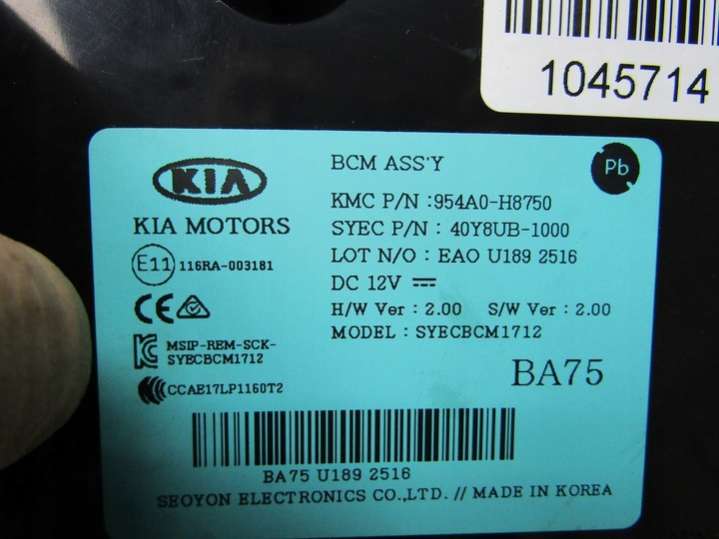 1045714
KIA
KIA MOTORS
BCM ASS'Y
Pb
KMC P/N : 954A0-H8750
SYEC P/N : 40Y8UB-1000
LOT N/O : EAO U189 2516
DC 12V
H/W Ver : 2.00 S/W Ver : 2.00
MODEL : SYECBCM1712
E11 116RA-003181
CE
MSIP-REM-SCK-
SYECBCM1712
CCAE17LP1160T2
BA75
BA75 U189 2516
SEOYON ELECTRONICS CO.,LTD. // MADE IN KOREA